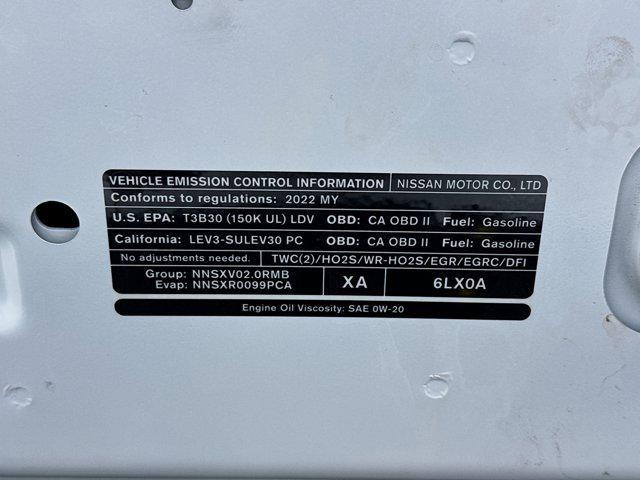 VEHICLE EMISSION CONTROL INFORMATION NISSAN MOTOR CO., LTD
Conforms to regulations: 2022 MY
U.S. EPA: T3B30 (150K UL) LDV OBD: CA OBD II Fuel: Gasoline
California: LEV3-SULEV30 PC OBD: CA OBD II Fuel: Gasoline
No adjustments needed. TWC(2)/HO2S/WR-HO2S/EGR/EGRC/DFI
Group: NNSXV02.0RMB
Evap: NNSXR0099PCA
XA
6LX0A
Engine Oil Viscosity: SAE 0W-20